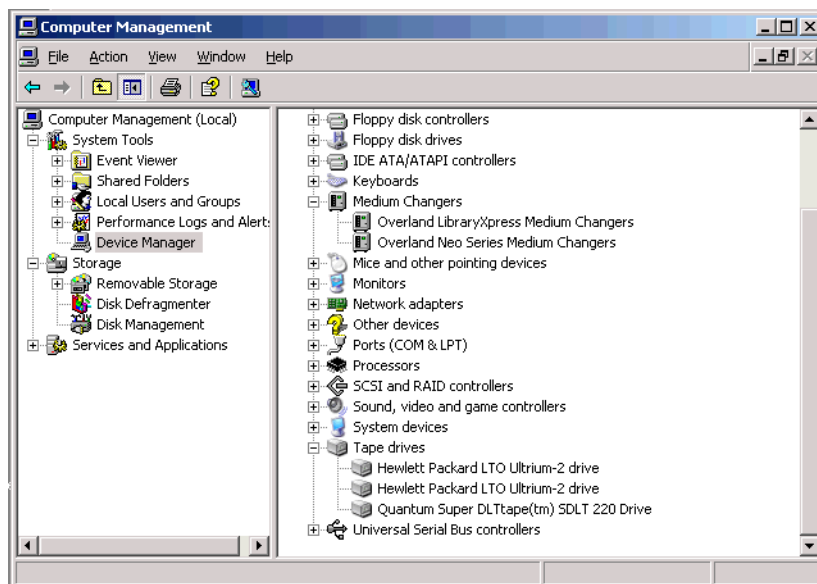 Computer Management
File Action View Window Help
Computer Management (Local)
System Tools
Event Viewer
Shared Folders
Local Users and Groups
Performance Logs and Alert
Device Manager
Storage
Removable Storage
Disk Defragmenter
Disk Management
Services and Applications
Floppy disk controllers
Floppy disk drives
IDE ATA/ATAPI controllers
Keyboards
Medium Changers
Overland LibraryXpress Medium Changers
Overland Neo Series Medium Changers
Mice and other pointing devices
Monitors
Network adapters
Other devices
Ports (COM & LPT)
Processors
SCSI and RAID controllers
Sound, video and game controllers
System devices
Tape drives
Hewlett Packard LTO Ultrium-2 drive
Hewlett Packard LTO Ultrium-2 drive
Quantum Super DLTtape(tm) SDLT 220 Drive
Universal Serial Bus controllers